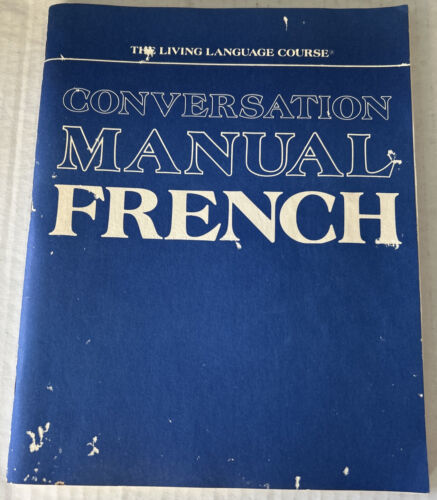 THE LIVING LANGUAGE COURSE®
CONVERSATION
MANUAL
FRENCH